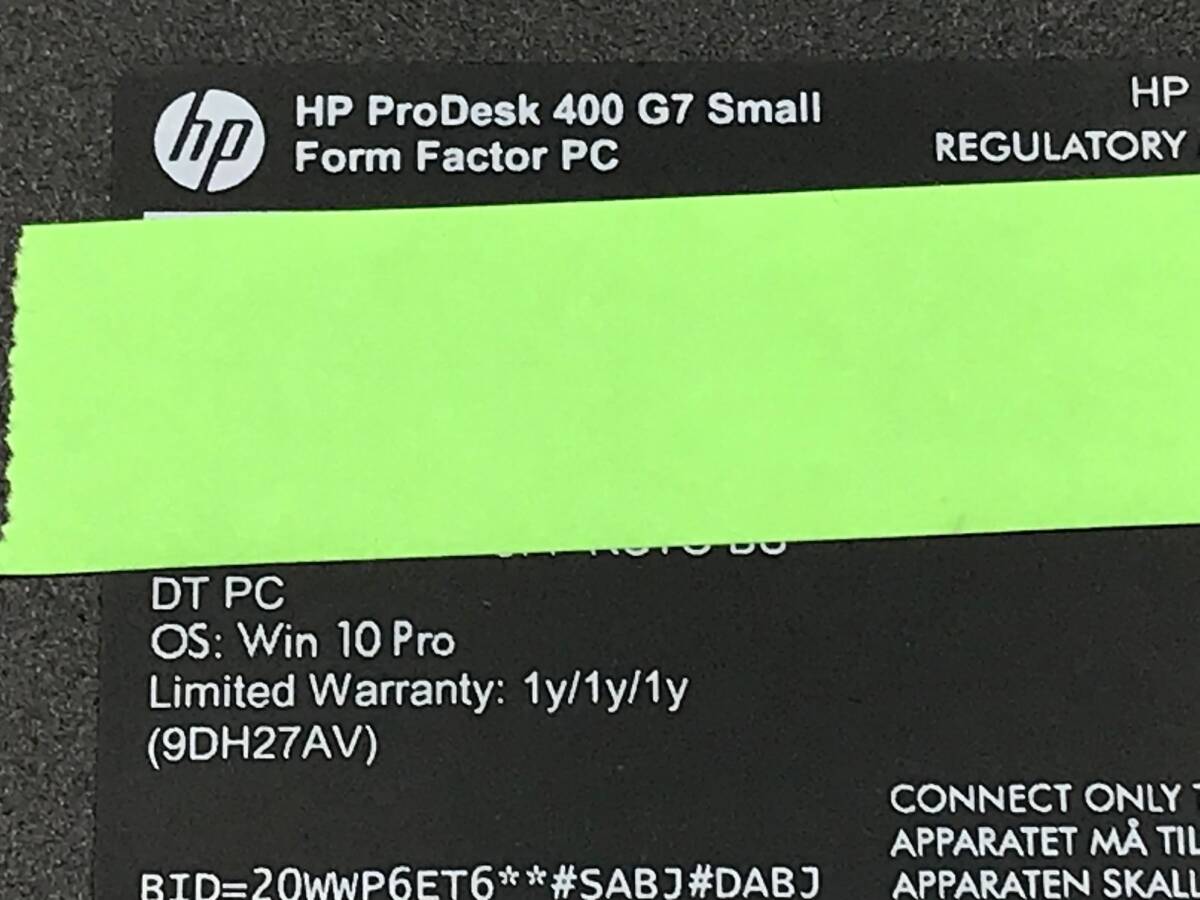 hp
HP ProDesk 400 G7 Small
Form Factor PC
HP
REGULATORY
DT PC
OS: Win 10 Pro
Limited Warranty: 1y/1y/1y
(9DH27AV)
BID=20WWP6ET6**#SABJ#DABJ
CONNECT ONLY
APPARATET MÅ TIL
APPARATEN SKALL